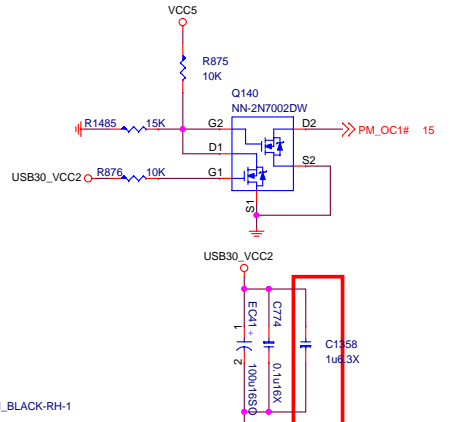 VCC5
R875
10K
Q140
NN-2N7002DW
R1485 15K G2 D2 PM_OC1# 15
D1 S2
USB30_VCC2 R876 10K G1
S1
USB30_VCC2
1 EC41 + C774 C1358
2 100u16SO 0.1u16X 1u6.3X
_BLACK-RH-1